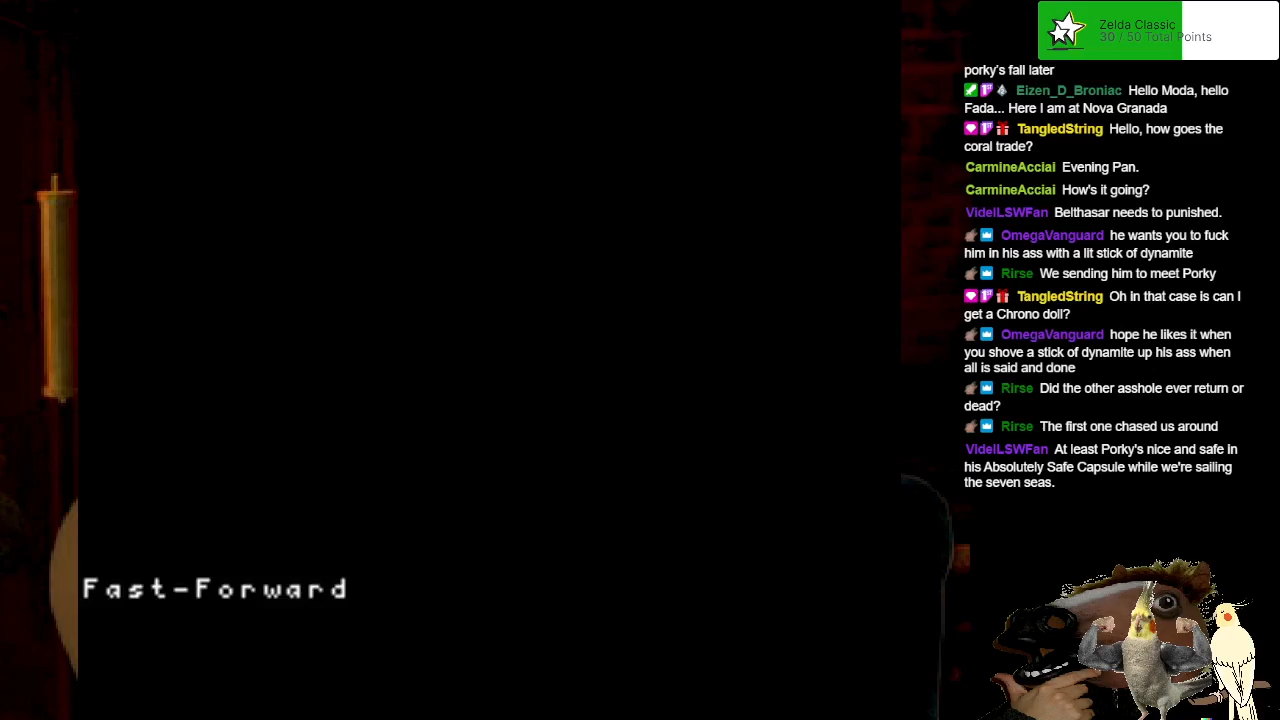 Zelda Classic
30 / 50 Total Points
porky's fall later
Eizen_D_Broniac Hello Moda, hello
Fada... Here I am at Nova Granada
TangledString Hello, how goes the
coral trade?
CarmineAcciai Evening Pan.
CarmineAcciai How's it going?
VidelLSWFan Belthasar needs to punished.
OmegaVanguard he wants you to fuck
him in his ass with a lit stick of dynamite
Rirse We sending him to meet Porky
TangledString Oh in that case is can I
get a Chrono doll?
OmegaVanguard hope he likes it when
you shove a stick of dynamite up his ass when
all is said and done
Rirse Did the other asshole ever return or
dead?
Rirse The first one chased us around
VidelLSWFan At least Porky's nice and safe in
his Absolutely Safe Capsule while we're sailing
the seven seas.
Fast-Forward